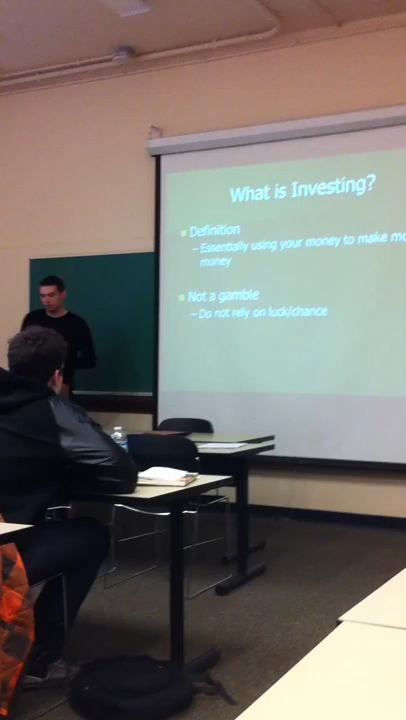 What is Investing?
Definition
– Essentially using your money to make mo
money
Not a gamble
– Do not rely on luck/chance